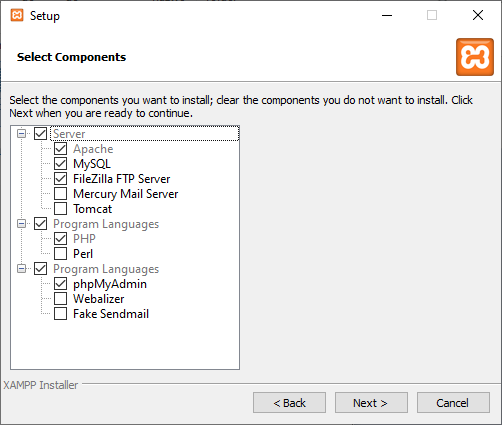 Setup
Select Components
Select the components you want to install; clear the components you do not want to install. Click
Next when you are ready to continue.
Server
Apache
MySQL
FileZilla FTP Server
Mercury Mail Server
Tomcat
Program Languages
PHP
Perl
Program Languages
phpMyAdmin
Webalizer
Fake Sendmail
XAMPP Installer
< Back
Next >
Cancel